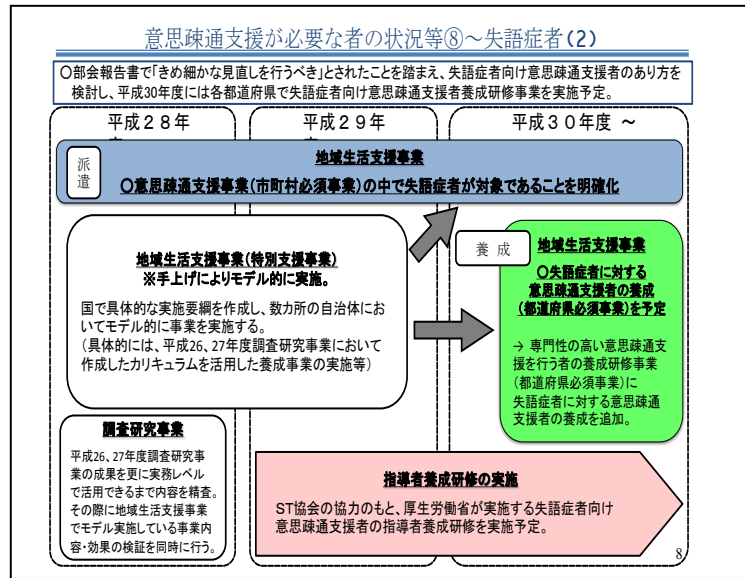 意思疎通支援が必要な者の状況等⑧～失語症者(2)
○部会報告書で「きめ細かな見直しを行うべき」とされたことを踏まえ、失語症者向け意思疎通支援者のあり方を
検討し、平成30年度には各都道府県で失語症者向け意思疎通支援者養成研修事業を実施予定。
平成２８年
平成２９年
平成３０年度 ～
派遣
地域生活支援事業
○意思疎通支援事業(市町村必須事業)の中で失語症者が対象であることを明確化
地域生活支援事業(特別支援事業)
※手上げによりモデル的に実施。
国で具体的な実施要綱を作成し、数カ所の自治体にお
いてモデル的に事業を実施する。
(具体的には、平成26、27年度調査研究事業において
作成したカリキュラムを活用した養成事業の実施等)
養 成
地域生活支援事業
○失語症者に対する
意思疎通支援者の養成
(都道府県必須事業)を予定
→ 専門性の高い意思疎通支
援を行う者の養成研修事業
(都道府県必須事業)に
失語症者に対する意思疎通
支援者の養成を追加。
調査研究事業
平成26、27年度調査研究事
業の成果を更に実務レベル
で活用できるまで内容を精査。
その際に地域生活支援事業
でモデル実施している事業内
容・効果の検証を同時に行う。
指導者養成研修の実施
ST協会の協力のもと、厚生労働省が実施する失語症者向け
意思疎通支援者の指導者養成研修を実施予定。
8